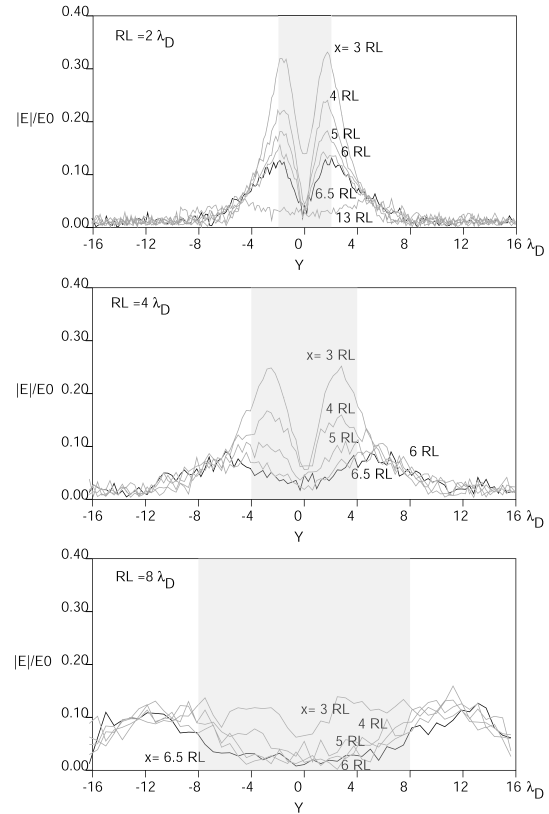 0.40
RL =2 λD
x= 3 RL
0.30
4 RL
|E|/E0 0.20
5 RL
6 RL
0.10
6.5 RL
13 RL
0.00
-16 -12 -8 -4 0 4 8 12 16 λD
Y
0.40
RL =4 λD
x= 3 RL
0.30
4 RL
|E|/E0 0.20
5 RL
6 RL
0.10
6.5 RL
0.00
-16 -12 -8 -4 0 4 8 12 16 λD
Y
0.40
RL =8 λD
0.30
|E|/E0 0.20
x= 3 RL
0.10
4 RL
5 RL
x= 6.5 RL
6 RL
0.00
-16 -12 -8 -4 0 4 8 12 16 λD
Y